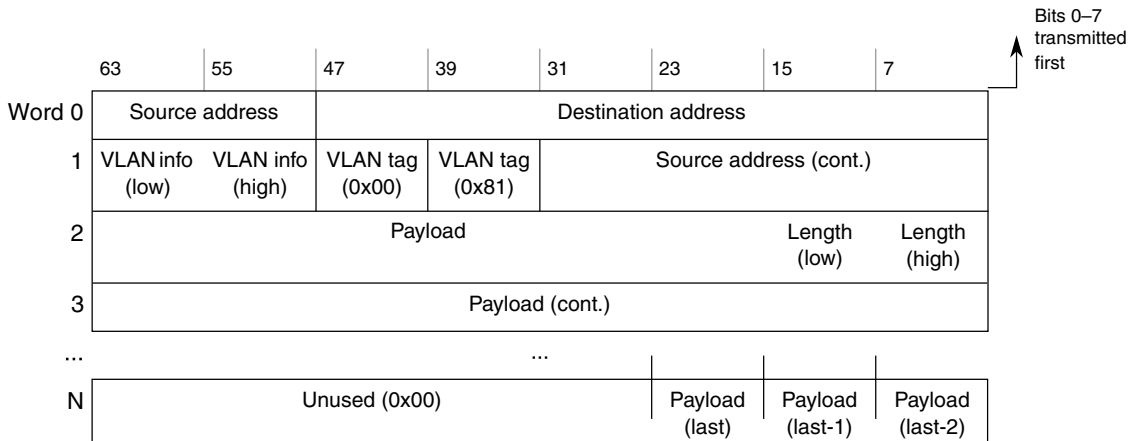 Bits 0–7
transmitted
first
63 55 47 39 31 23 15 7
Word 0 Source address Destination address
1 VLAN info VLAN info VLAN tag VLAN tag Source address (cont.)
(low) (high) (0x00) (0x81)
2 Payload Length Length
(low) (high)
3 Payload (cont.)
... ...
N Unused (0x00) Payload Payload Payload
(last) (last-1) (last-2)